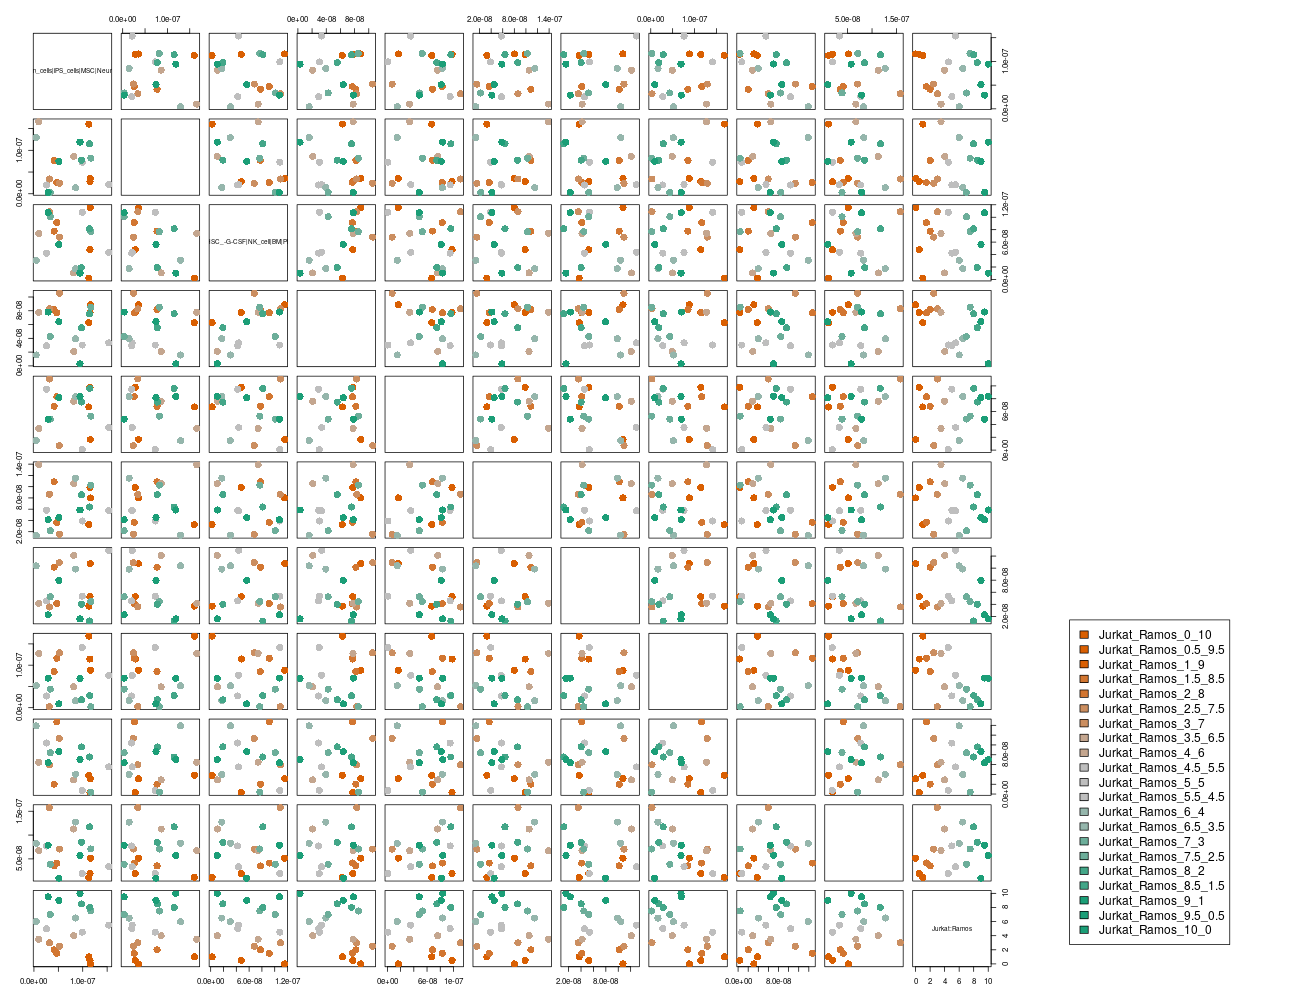 0.0e+00 1.0e-07 0e+00 4e-08 8e-08 2.0e-08 8.0e-08 1.4e-07 0.0e+00 1.0e-07 5.0e-08 1.5e-07
n_cells|IPS_cells|MSC|Neur
0.0e+00 1.0e-07
0.0e+00 1.0e-07
SC_-G-CSF|NK_cell|BM|P
0.0e+00 6.0e-08 1.2e-07
0e+00 4e-08 8e-08
0e+00 6e-08
2.0e-08 8.0e-08 1.4e-07
2.0e-08 8.0e-08
0.0e+00 1.0e-07
0.0e+00 8.0e-08
5.0e-08 1.5e-07
Jurkat:Ramos
0 2 4 6 8 10
0.0e+00 1.0e-07 0.0e+00 6.0e-08 1.2e-07 0e+00 6e-08 1e-07 2.0e-08 8.0e-08 0.0e+00 8.0e-08 0 2 4 6 8 10
Jurkat_Ramos_0_10
Jurkat_Ramos_0.5_9.5
Jurkat_Ramos_1_9
Jurkat_Ramos_1.5_8.5
Jurkat_Ramos_2_8
Jurkat_Ramos_2.5_7.5
Jurkat_Ramos_3_7
Jurkat_Ramos_3.5_6.5
Jurkat_Ramos_4_6
Jurkat_Ramos_4.5_5.5
Jurkat_Ramos_5_5
Jurkat_Ramos_5.5_4.5
Jurkat_Ramos_6_4
Jurkat_Ramos_6.5_3.5
Jurkat_Ramos_7_3
Jurkat_Ramos_7.5_2.5
Jurkat_Ramos_8_2
Jurkat_Ramos_8.5_1.5
Jurkat_Ramos_9_1
Jurkat_Ramos_9.5_0.5
Jurkat_Ramos_10_0